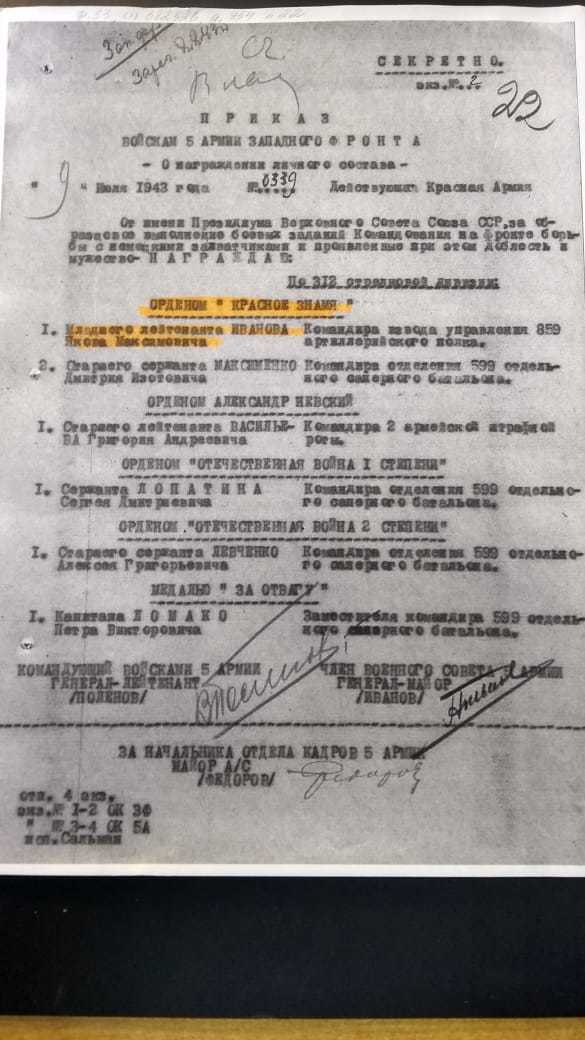 СЕКРЕТНО.
экз.№ 2
22
ПРИКАЗ
ВОЙСКАМ 5 АРМИИ ЗАПАДНОГО ФРОНТА
- О награждении личного состава -
" 9 " Июля 1943 года № 0339 Действующая Красная Армия
От имени Президиума Верховного Совета Союза ССР, за об-
разцовое выполнение боевых заданий Командования на фронте борь-
бы с немецкими захватчиками и проявленные при этом доблесть и
мужество- НАГРАЖДАЮ:
По 312 стрелковой дивизии:
ОРДЕНОМ " КРАСНОЕ ЗНАМЯ "
I. Младшего лейтенанта ИВАНОВА Командира взвода управления 859
Якова Максимовича артиллерийского полка.
2. Старшего сержанта МАКСИМЕНКО Командира отделения 599 отдель-
Дмитрия Изотовича ного саперного батальона.
ОРДЕНОМ АЛЕКСАНДР НЕВСКИЙ
I. Старшего лейтенанта ВАСИЛЬЕ- Командира 2 армейской штрафной
ВА Григория Андреевича роты.
ОРДЕНОМ "ОТЕЧЕСТВЕННАЯ ВОЙНА I СТЕПЕНИ"
I. Сержанта ЛОПАТИНА Командира отделения 599 отдельно-
Сергея Дмитриевича го саперного батальона.
ОРДЕНОМ "ОТЕЧЕСТВЕННАЯ ВОЙНА 2 СТЕПЕНИ"
I. Старшего сержанта ЛЕВЧЕНКО Командира отделения 599 отдельно-
Алексея Григорьевича го саперного батальона.
МЕДАЛЬЮ " ЗА ОТВАГУ "
I. Капитана ЛОМАКО Заместителя командира 599 отдель-
Петра Викторовича ного саперного батальона.
КОМАНДУЮЩИЙ ВОЙСКАМИ 5 АРМИИ ЧЛЕН ВОЕННОГО СОВЕТА 5 АРМИИ
ГЕНЕРАЛ-ЛЕЙТЕНАНТ ГЕНЕРАЛ-МАЙОР
/ПОЛЕНОВ/ /ИВАНОВ/
ЗА НАЧАЛЬНИКА ОТДЕЛА КАДРОВ 5 АРМИИ
МАЙОР А/С
/ФЕДОРОВ/
отп. 4 экз.
экз.№ I-2 ОК ЗФ
" № 3-4 ОК 5А
исп. Сальман